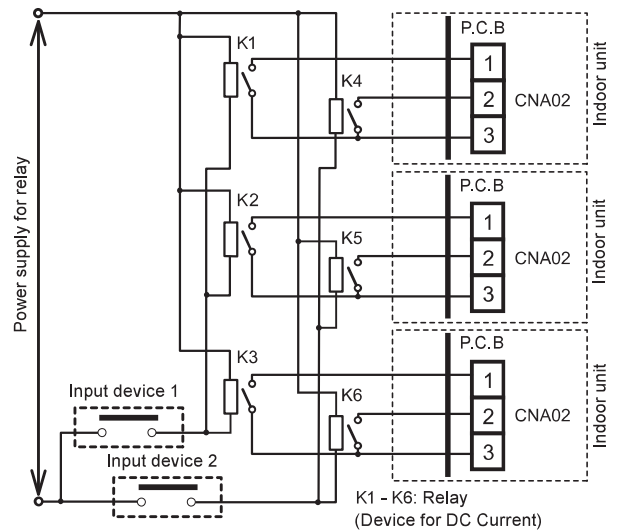 Power supply for relay
K1
K4
P.C.B
1
2
3
CNA02
Indoor unit
K2
K5
P.C.B
1
2
3
CNA02
Indoor unit
K3
K6
P.C.B
1
2
3
CNA02
Indoor unit
Input device 1
Input device 2
K1 - K6: Relay
(Device for DC Current)